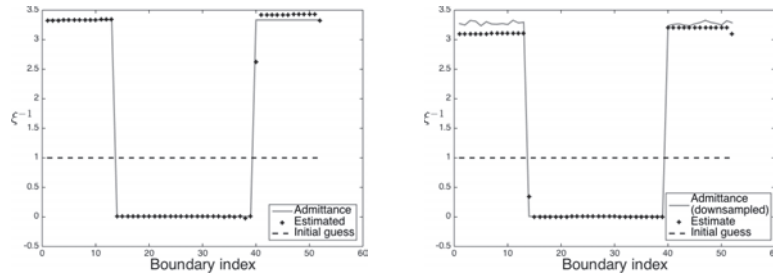 3.5
3
2.5
2
ξ⁻¹
1.5
1
0.5
0
-0.5
0
10
20
30
40
50
60
Boundary index
Admittance
Estimated
Initial guess
3.5
3
2.5
2
ξ⁻¹
1.5
1
0.5
0
-0.5
0
10
20
30
40
50
Boundary index
Admittance
(downsampled)
Estimate
Initial guess